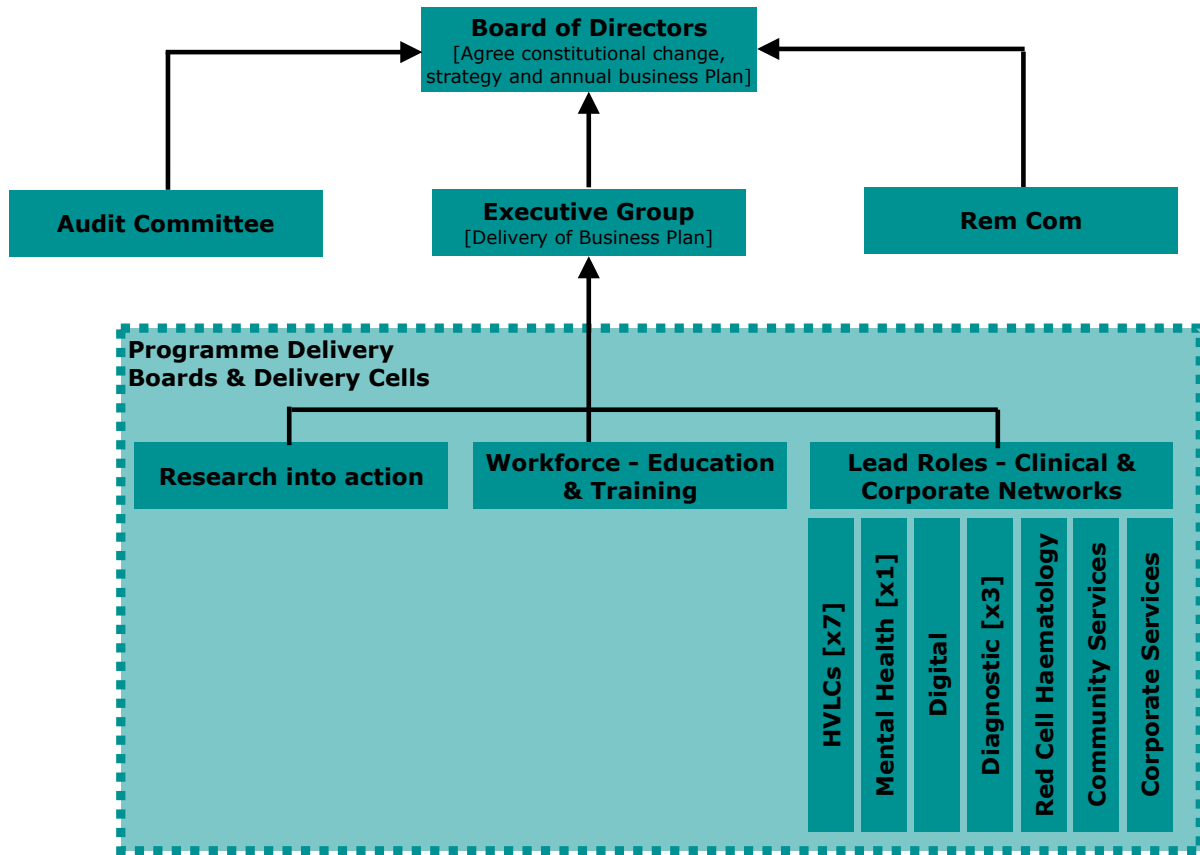 Board of Directors
[Agree constitutional change,
strategy and annual business Plan]
Audit Committee
Executive Group
[Delivery of Business Plan]
Rem Com
Programme Delivery
Boards & Delivery Cells
Research into action
Workforce - Education
& Training
Lead Roles - Clinical &
Corporate Networks
HVLCs [x7]
Mental Health [x1]
Digital
Diagnostic [x3]
Red Cell Haematology
Community Services
Corporate Services